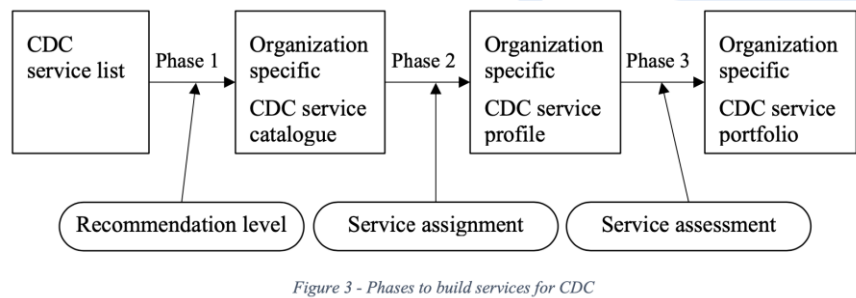 CDC
service list
Phase 1
Organization
specific
CDC service
catalogue
Phase 2
Organization
specific
CDC service
profile
Phase 3
Organization
specific
CDC service
portfolio
Recommendation level
Service assignment
Service assessment
Figure 3 - Phases to build services for CDC